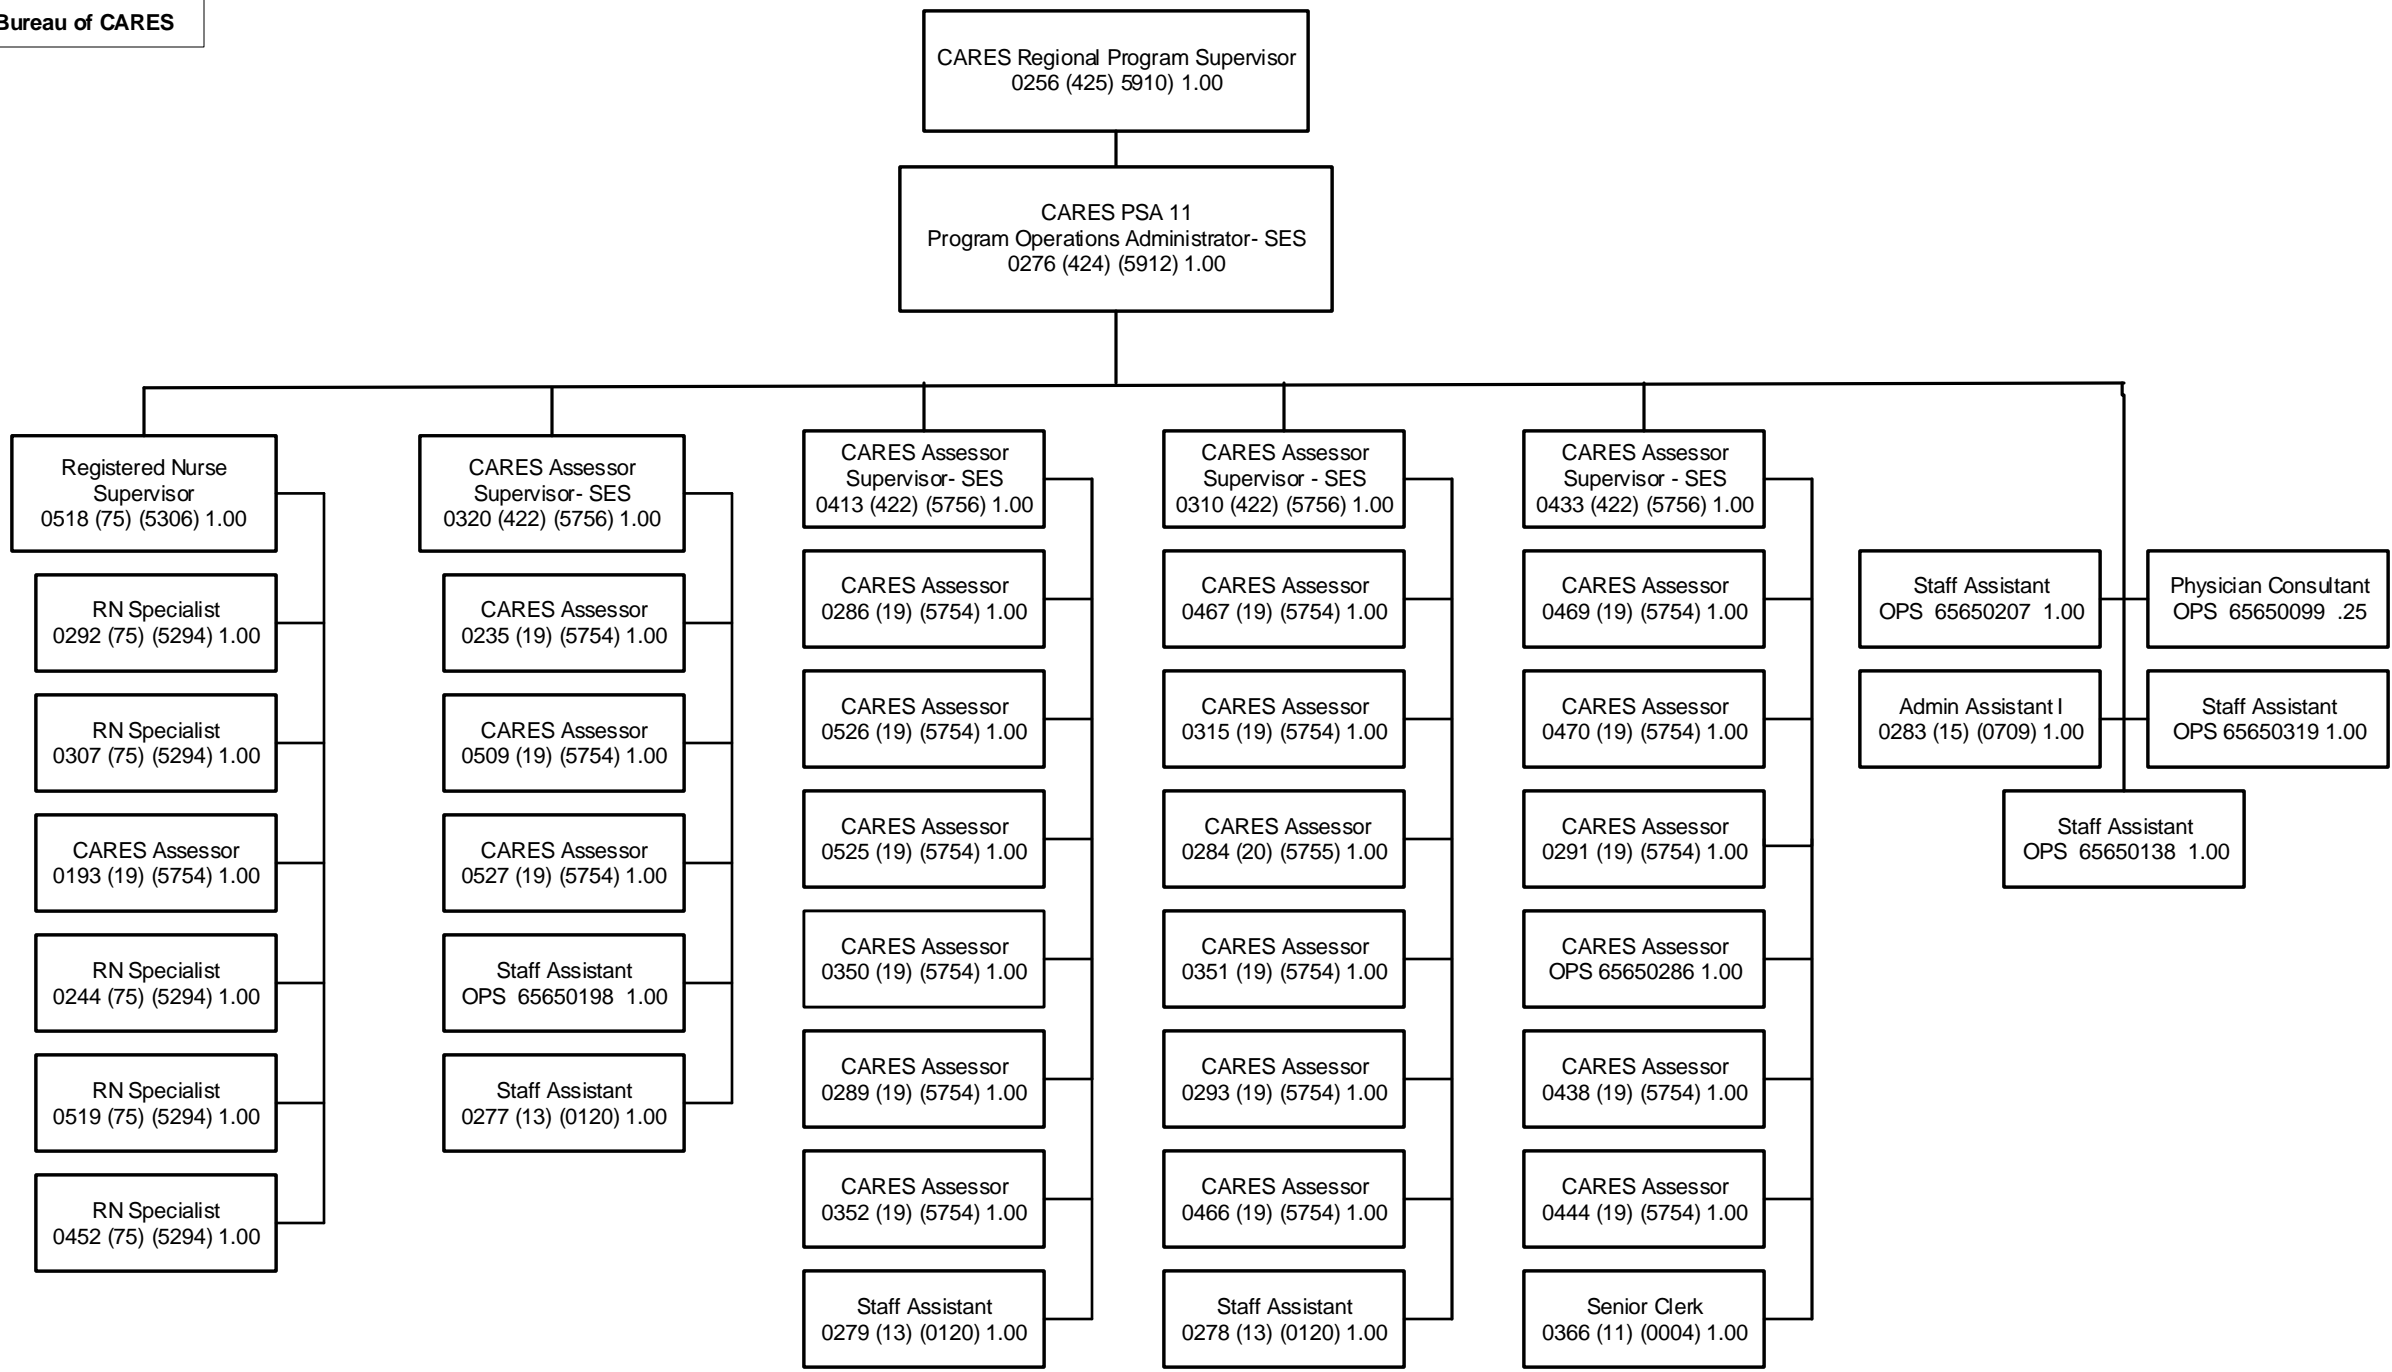 Bureau of CARES
CARES Regional Program Supervisor
0256 (425) 5910) 1.00
CARES PSA 11
Program Operations Administrator- SES
0276 (424) (5912) 1.00
Registered Nurse
Supervisor
0518 (75) (5306) 1.00
RN Specialist
0292 (75) (5294) 1.00
RN Specialist
0307 (75) (5294) 1.00
CARES Assessor
0193 (19) (5754) 1.00
RN Specialist
0244 (75) (5294) 1.00
RN Specialist
0519 (75) (5294) 1.00
RN Specialist
0452 (75) (5294) 1.00
CARES Assessor
Supervisor- SES
0320 (422) (5756) 1.00
CARES Assessor
0235 (19) (5754) 1.00
CARES Assessor
0509 (19) (5754) 1.00
CARES Assessor
0527 (19) (5754) 1.00
Staff Assistant
OPS 65650198 1.00
Staff Assistant
0277 (13) (0120) 1.00
CARES Assessor
Supervisor- SES
0413 (422) (5756) 1.00
CARES Assessor
0286 (19) (5754) 1.00
CARES Assessor
0526 (19) (5754) 1.00
CARES Assessor
0525 (19) (5754) 1.00
CARES Assessor
0350 (19) (5754) 1.00
CARES Assessor
0289 (19) (5754) 1.00
CARES Assessor
0352 (19) (5754) 1.00
Staff Assistant
0279 (13) (0120) 1.00
CARES Assessor
Supervisor - SES
0310 (422) (5756) 1.00
CARES Assessor
0467 (19) (5754) 1.00
CARES Assessor
0315 (19) (5754) 1.00
CARES Assessor
0284 (20) (5755) 1.00
CARES Assessor
0351 (19) (5754) 1.00
CARES Assessor
0293 (19) (5754) 1.00
CARES Assessor
0466 (19) (5754) 1.00
Staff Assistant
0278 (13) (0120) 1.00
CARES Assessor
Supervisor - SES
0433 (422) (5756) 1.00
CARES Assessor
0469 (19) (5754) 1.00
CARES Assessor
0470 (19) (5754) 1.00
CARES Assessor
0291 (19) (5754) 1.00
CARES Assessor
OPS 65650286 1.00
CARES Assessor
0438 (19) (5754) 1.00
CARES Assessor
0444 (19) (5754) 1.00
Senior Clerk
0366 (11) (0004) 1.00
Staff Assistant
OPS 65650207 1.00
Physician Consultant
OPS 65650099 .25
Admin Assistant I
0283 (15) (0709) 1.00
Staff Assistant
OPS 65650319 1.00
Staff Assistant
OPS 65650138 1.00